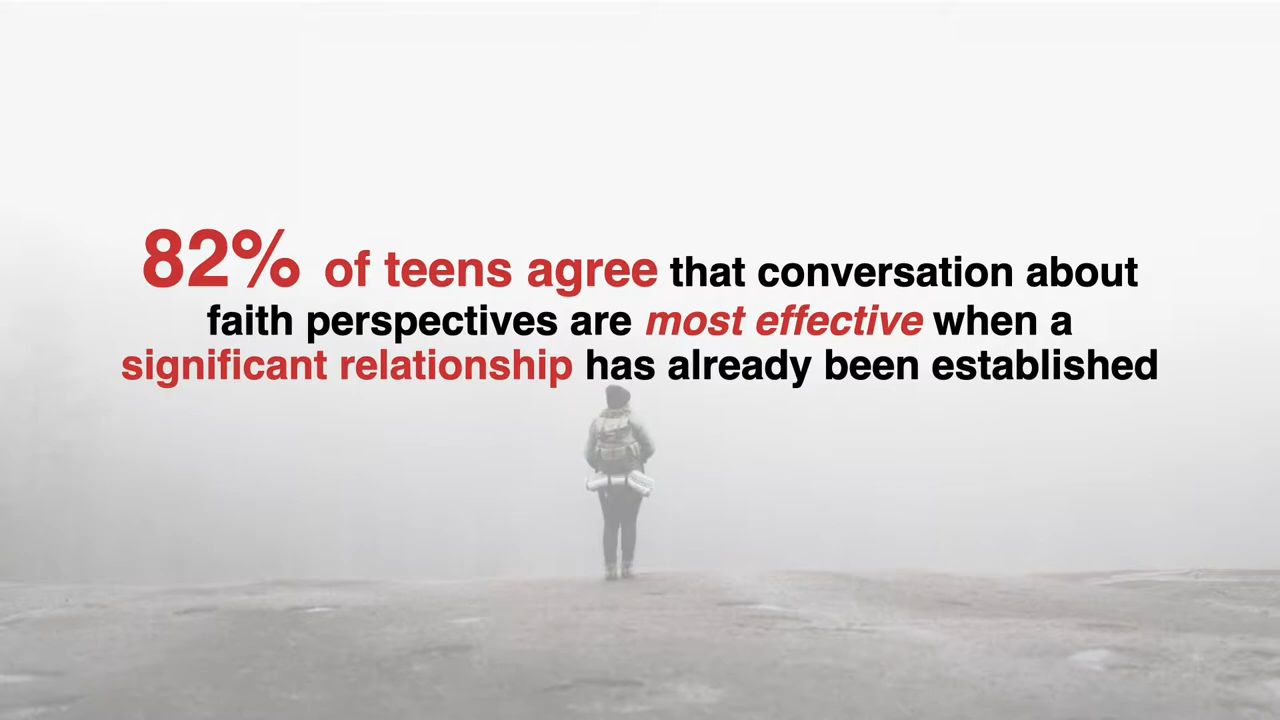 82% of teens agree that conversation about
faith perspectives are most effective when a
significant relationship has already been established